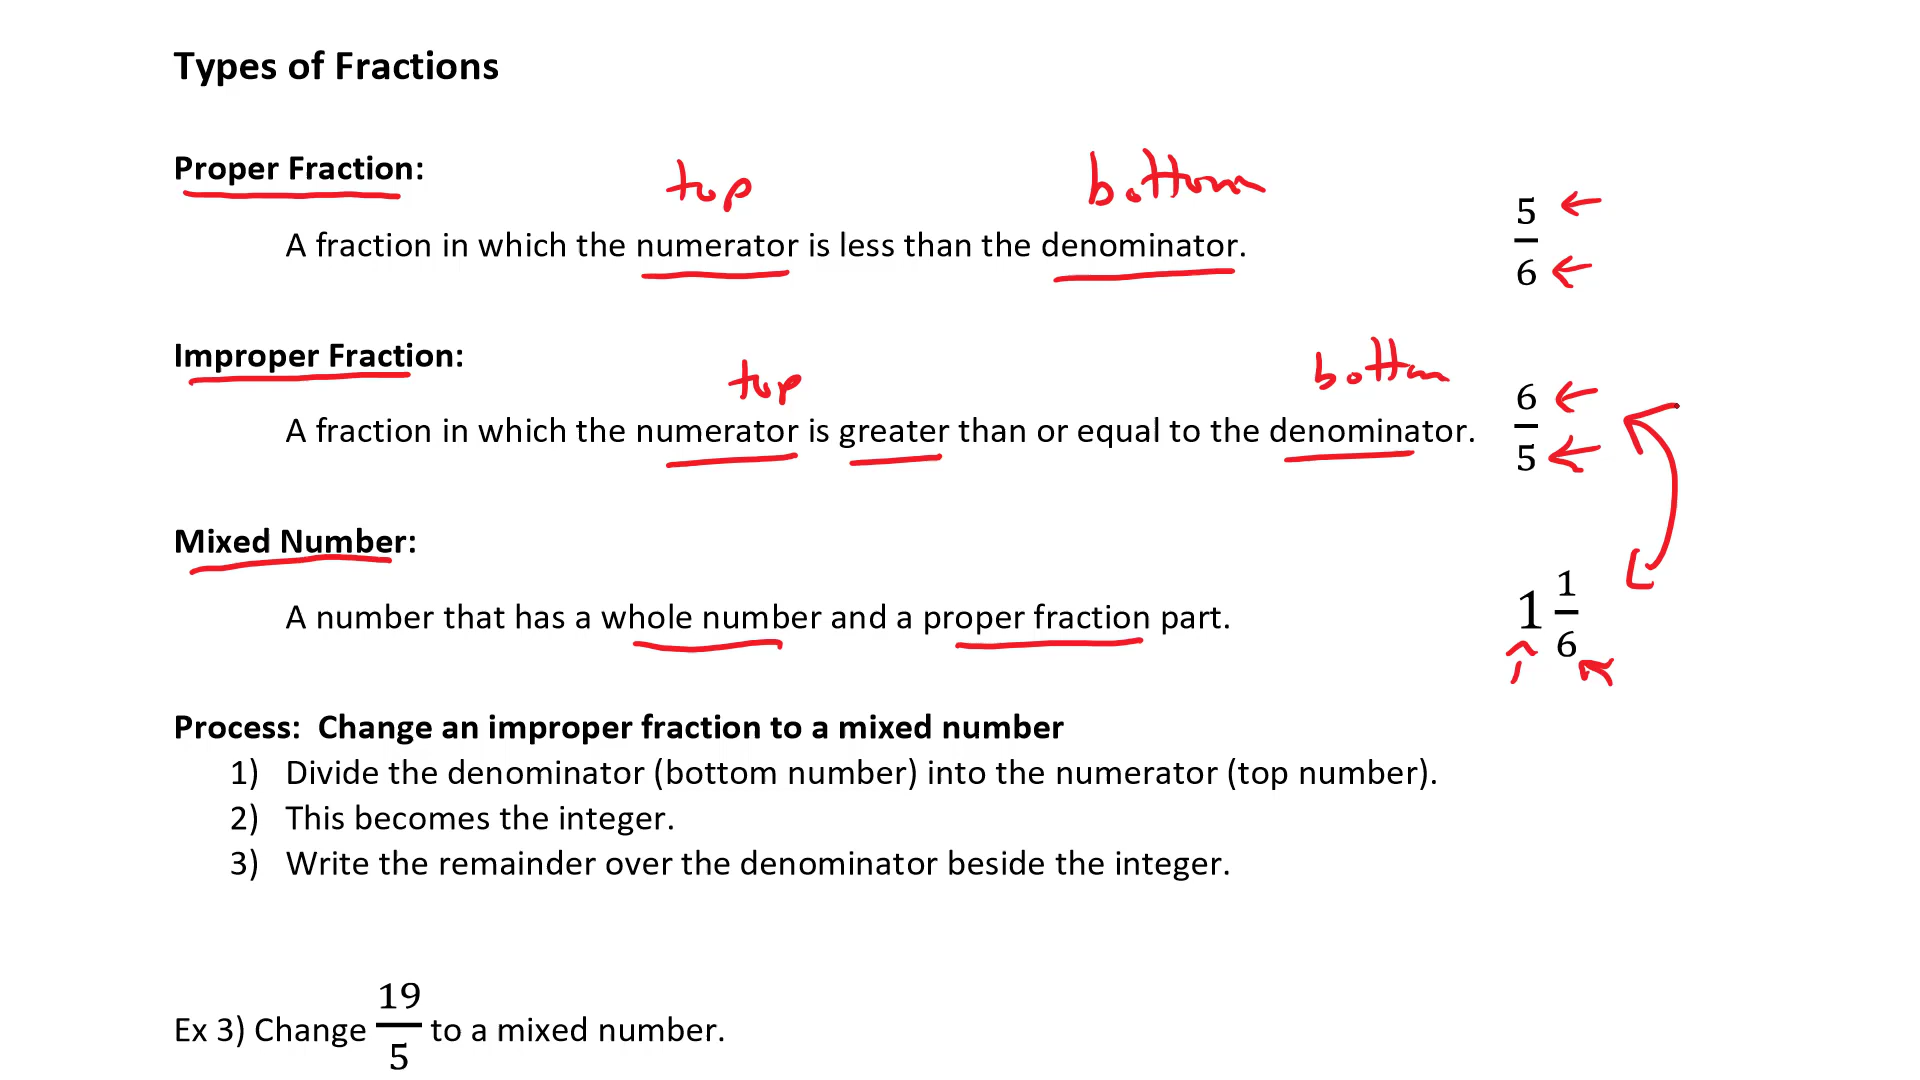 Types of Fractions
Proper Fraction:
top bottom
A fraction in which the numerator is less than the denominator.
5
6
Improper Fraction:
top bottom
A fraction in which the numerator is greater than or equal to the denominator.
6
5
Mixed Number:
A number that has a whole number and a proper fraction part.
1 1/6
Process: Change an improper fraction to a mixed number
1) Divide the denominator (bottom number) into the numerator (top number).
2) This becomes the integer.
3) Write the remainder over the denominator beside the integer.
Ex 3) Change 19/5 to a mixed number.